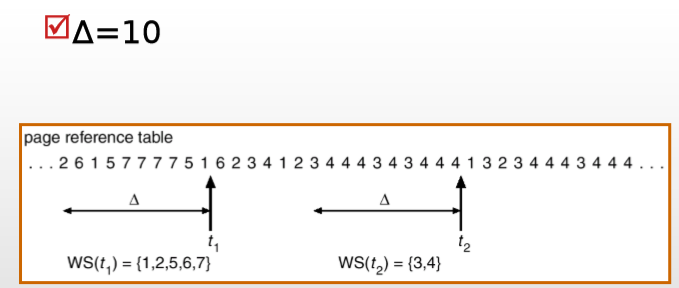 Δ=10
page reference table
. . . 2 6 1 5 7 7 7 7 5 1 6 2 3 4 1 2 3 4 4 4 3 4 3 4 4 4 1 3 2 3 4 4 4 3 4 4 4 . . .
Δ Δ
t1 t2
WS(t1) = {1,2,5,6,7} WS(t2) = {3,4}